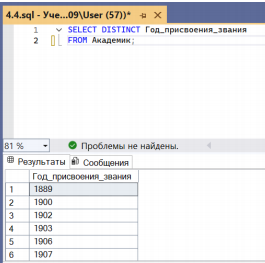 4.4.sql - Уче...09\User (57))*
1 SELECT DISTINCT Год_присвоения_звания
2 FROM Академик;
81 % Проблемы не найдены.
Результаты Сообщения
Год_присвоения_звания
1 1889
2 1900
3 1902
4 1903
5 1906
6 1907